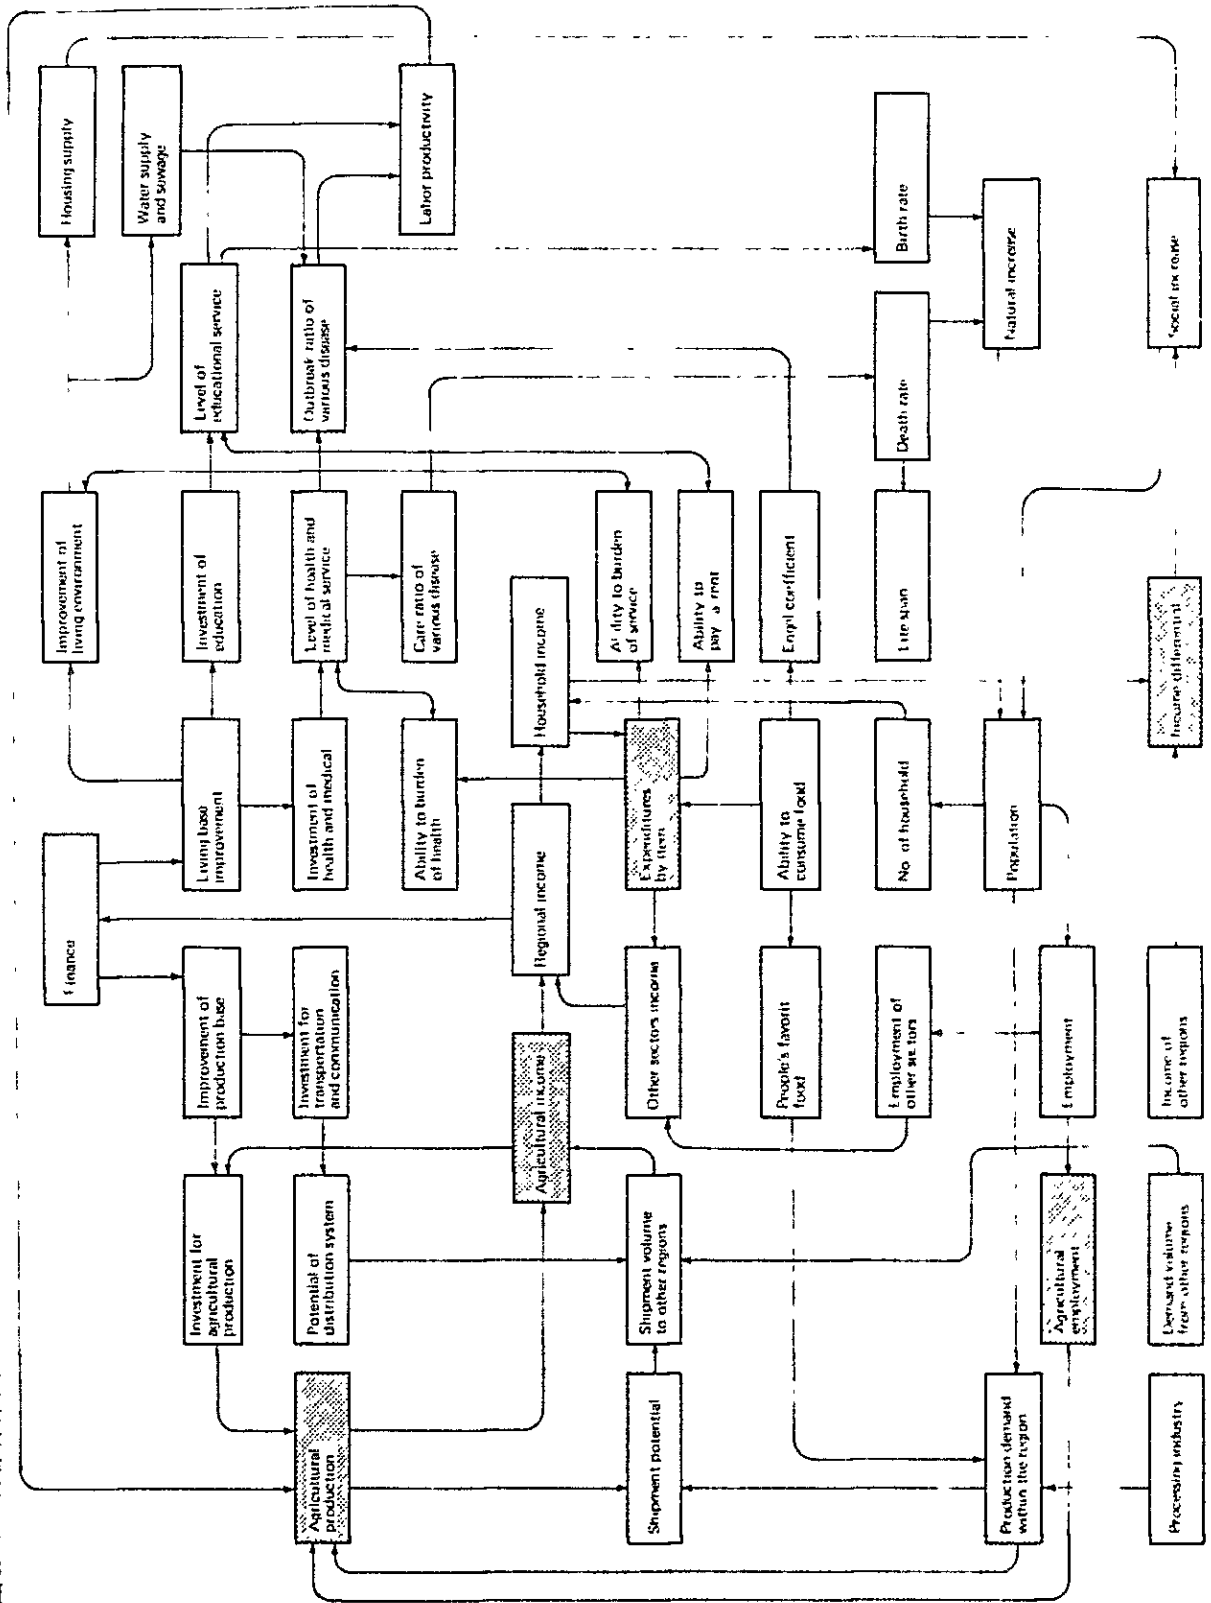 Finance
Housing supply
Improvement of
living environment
Water supply
and sewage
Investment for
agricultural
production
Improvement of
production base
Living base
improvement
Investment of
education
Level of
educational service
Agricultural
production
Potential of
distribution system
Investment for
transportation
and communication
Investment of
health and medical
Level of health and
medical service
Outbreak ratio of
various disease
Ability to burden
of health
Care ratio of
various disease
Labor productivity
Agricultural income
Regional income
Household income
Shipment potential
Shipment volume
to other regions
Other sectors income
Expenditures
by item
Ability to burden
of service
Ability to
pay rent
People's favorit
food
Ability to
consume food
Engel coefficient
Employment of
other sectors
No. of household
Life span
Death rate
Birth rate
Production demand
within the region
Population
Natural increase
Agricultural
employment
Employment
Processing industry
Demand volume
from other regions
Income of
other regions
Income differential
Social increase